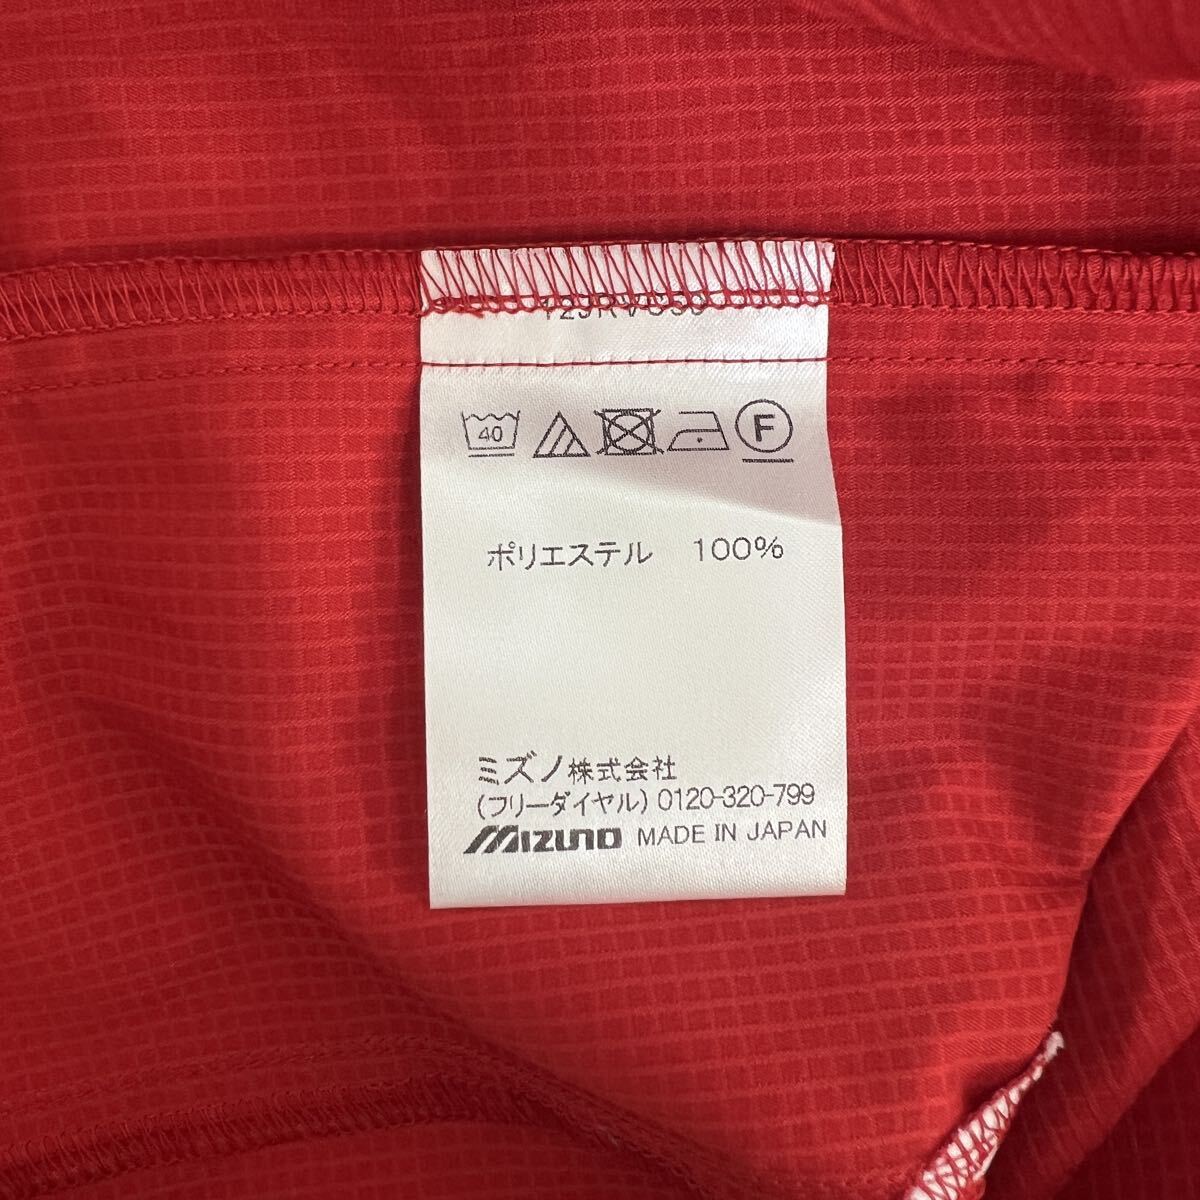 40 F
ポリエステル 100%
ミズノ株式会社
(フリーダイヤル) 0120-320-799
MIZUNO MADE IN JAPAN